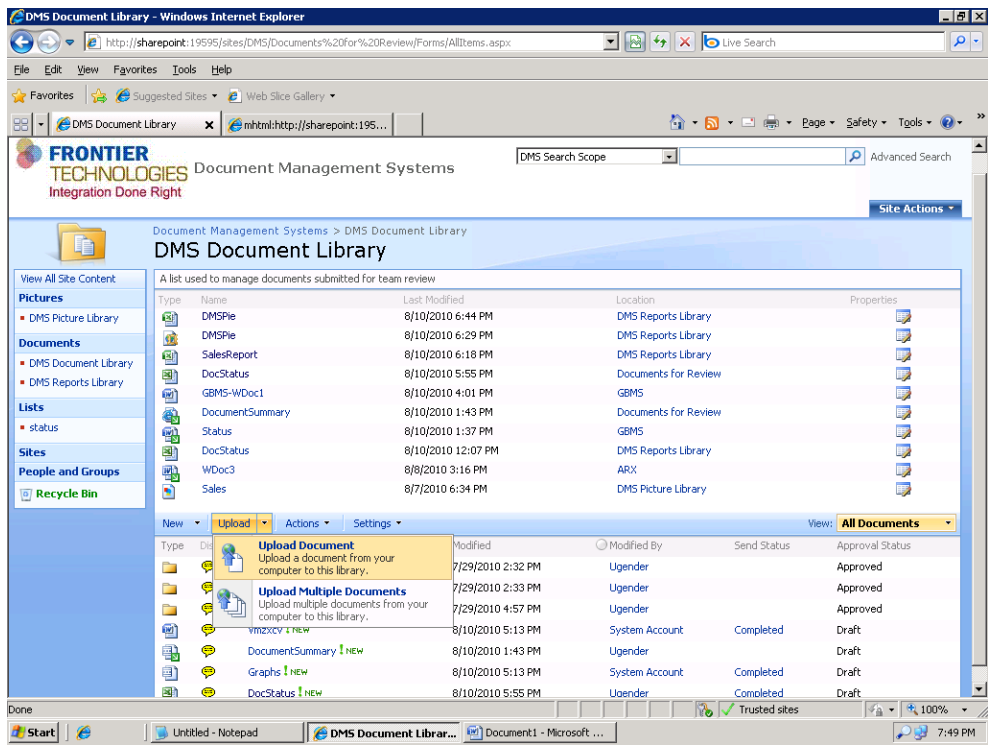 DMS Document Library - Windows Internet Explorer
http://sharepoint:19595/sites/DMS/Documents%20for%20Review/Forms/AllItems.aspx
Live Search
File Edit View Favorites Tools Help
Favorites Suggested Sites Web Slice Gallery
DMS Document Library mhtml:http://sharepoint:195... Page Safety Tools
FRONTIER
TECHNOLOGIES
Integration Done Right
Document Management Systems
DMS Search Scope Advanced Search
Site Actions
Document Management Systems > DMS Document Library
DMS Document Library
View All Site Content
Pictures
DMS Picture Library
Documents
DMS Document Library
DMS Reports Library
Lists
status
Sites
People and Groups
Recycle Bin
A list used to manage documents submitted for team review
Type Name Last Modified Location Properties
DMSPie 8/10/2010 6:44 PM DMS Reports Library
DMSPie 8/10/2010 6:29 PM DMS Reports Library
SalesReport 8/10/2010 6:18 PM DMS Reports Library
DocStatus 8/10/2010 5:55 PM Documents for Review
GBMS-WDoc1 8/10/2010 4:01 PM GBMS
DocumentSummary 8/10/2010 1:43 PM Documents for Review
Status 8/10/2010 1:37 PM GBMS
DocStatus 8/10/2010 12:07 PM DMS Reports Library
WDoc3 8/8/2010 3:16 PM ARX
Sales 8/7/2010 6:34 PM DMS Picture Library
New Upload Actions Settings View: All Documents
Type Modified Modified By Send Status Approval Status
Upload Document
Upload a document from your
computer to this library.
Upload Multiple Documents
Upload multiple documents from your
computer to this library.
7/29/2010 2:32 PM Ugender Approved
7/29/2010 2:33 PM Ugender Approved
7/29/2010 4:57 PM Ugender Approved
vmzxcv ! NEW 8/10/2010 5:13 PM System Account Completed Draft
DocumentSummary ! NEW 8/10/2010 1:43 PM Ugender Draft
Graphs ! NEW 8/10/2010 5:13 PM System Account Completed Draft
DocStatus ! NEW 8/10/2010 5:55 PM Ugender Completed Draft
Done Trusted sites 100%
Start Untitled - Notepad DMS Document Librar... Document1 - Microsoft ... 7:49 PM